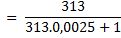 = 313
313.0,0025 + 1